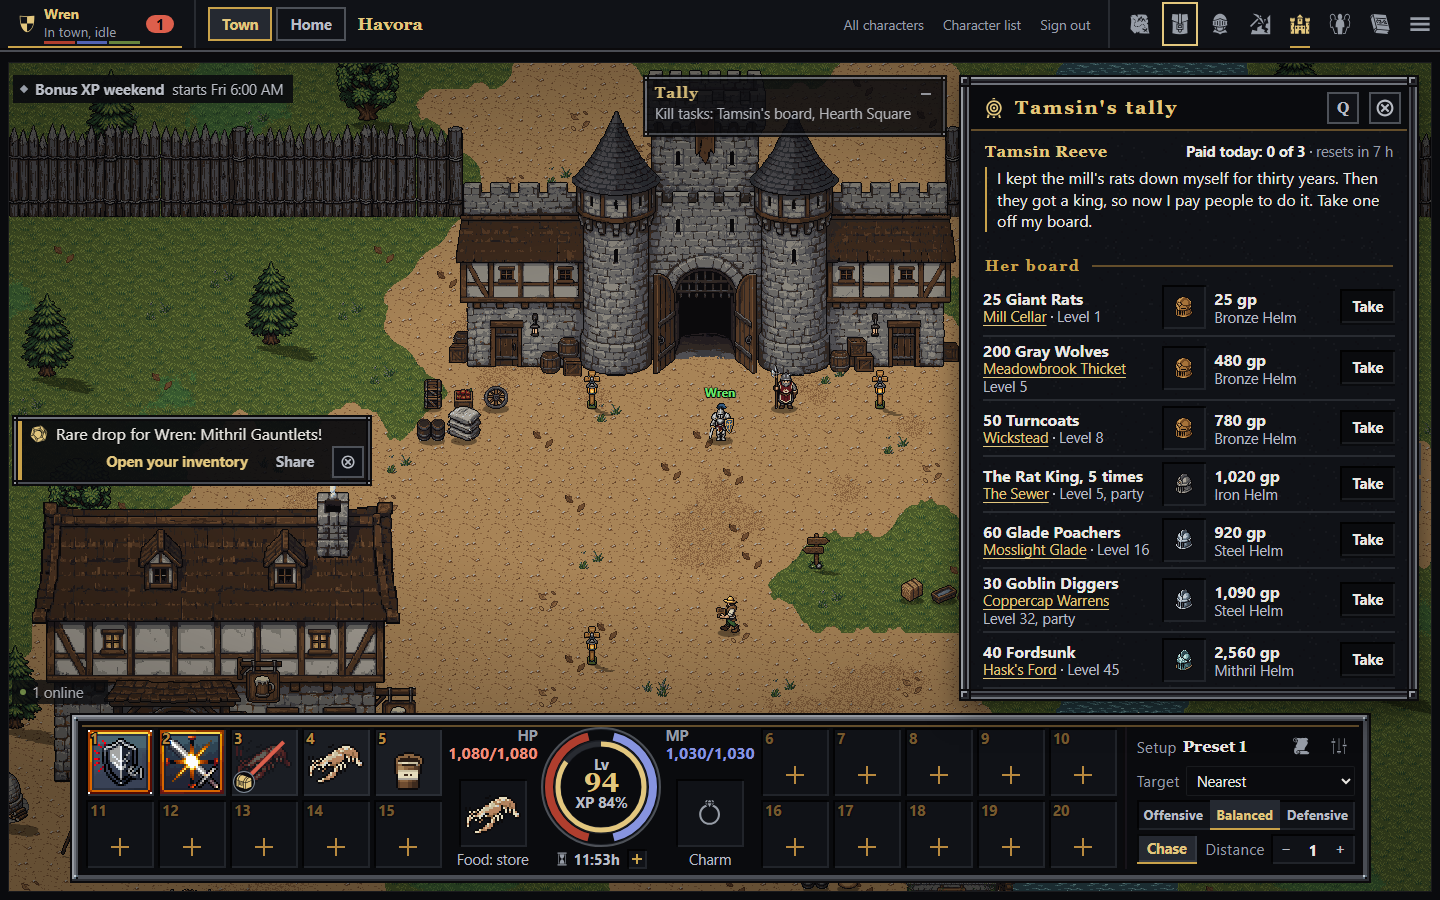 Wren
In town, idle
1
Town
Home
Havora
All characters
Character list
Sign out
Bonus XP weekend starts Fri 6:00 AM
Tally
Kill tasks: Tamsin's board, Hearth Square
Tamsin's tally
Q
Tamsin Reeve
Paid today: 0 of 3 · resets in 7 h
I kept the mill's rats down myself for thirty years. Then
they got a king, so now I pay people to do it. Take one
off my board.
Her board
25 Giant Rats
Mill Cellar · Level 1
25 gp
Bronze Helm
Take
200 Gray Wolves
Meadowbrook Thicket
Level 5
480 gp
Bronze Helm
Take
50 Turncoats
Wickstead · Level 8
780 gp
Bronze Helm
Take
The Rat King, 5 times
The Sewer · Level 5, party
1,020 gp
Iron Helm
Take
60 Glade Poachers
Mosslight Glade · Level 16
920 gp
Steel Helm
Take
30 Goblin Diggers
Coppercap Warrens
Level 32, party
1,090 gp
Steel Helm
Take
40 Fordsunk
Hask's Ford · Level 45
2,560 gp
Mithril Helm
Take
Wren
Rare drop for Wren: Mithril Gauntlets!
Open your inventory
Share
1 online
1
2
3
4
5
HP
1,080/1,080
Lv
94
XP 84%
MP
1,030/1,030
6
7
8
9
10
11
12
13
14
15
Food: store
11:53h +
Charm
16
17
18
19
20
Setup Preset 1
Target Nearest
Offensive
Balanced
Defensive
Chase
Distance
− 1 +